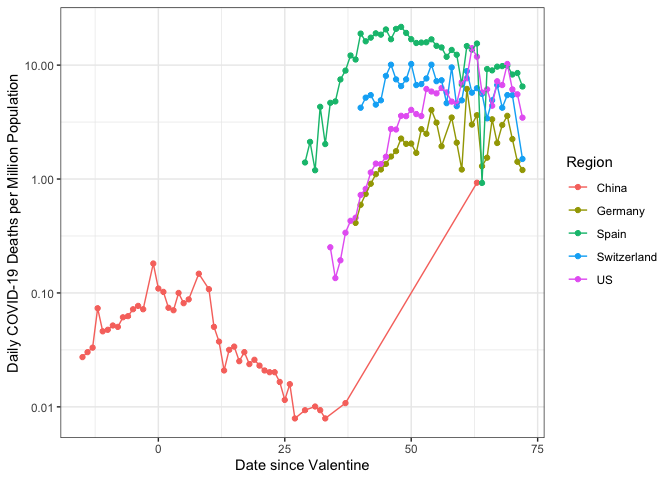 Daily COVID-19 Deaths per Million Population
10.00
1.00
0.10
0.01
0
25
50
75
Date since Valentine
Region
China
Germany
Spain
Switzerland
US